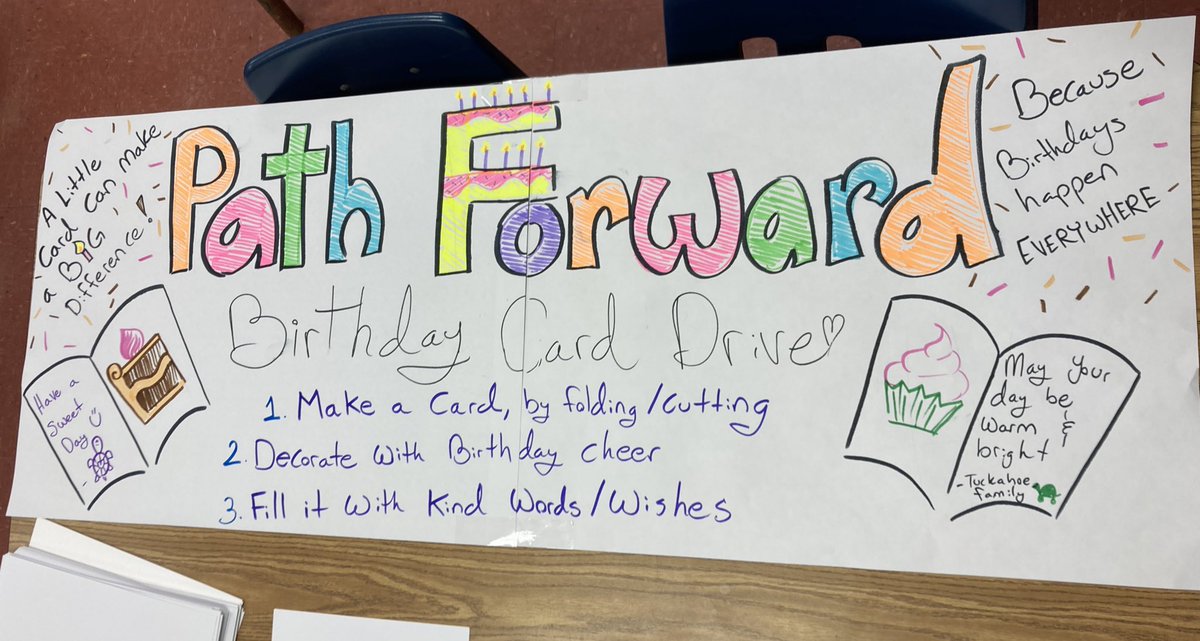 A Little
Card can make
a BIG
Difference!
Path Forward
Because
Birthdays
happen
EVERYWHERE
Birthday Card Drive
1. Make a Card, by folding/cutting
2. Decorate with Birthday cheer
3. Fill it with Kind Words/Wishes
Have a
Sweet
Day
May your
day be
warm &
bright
-Tuckahoe
family